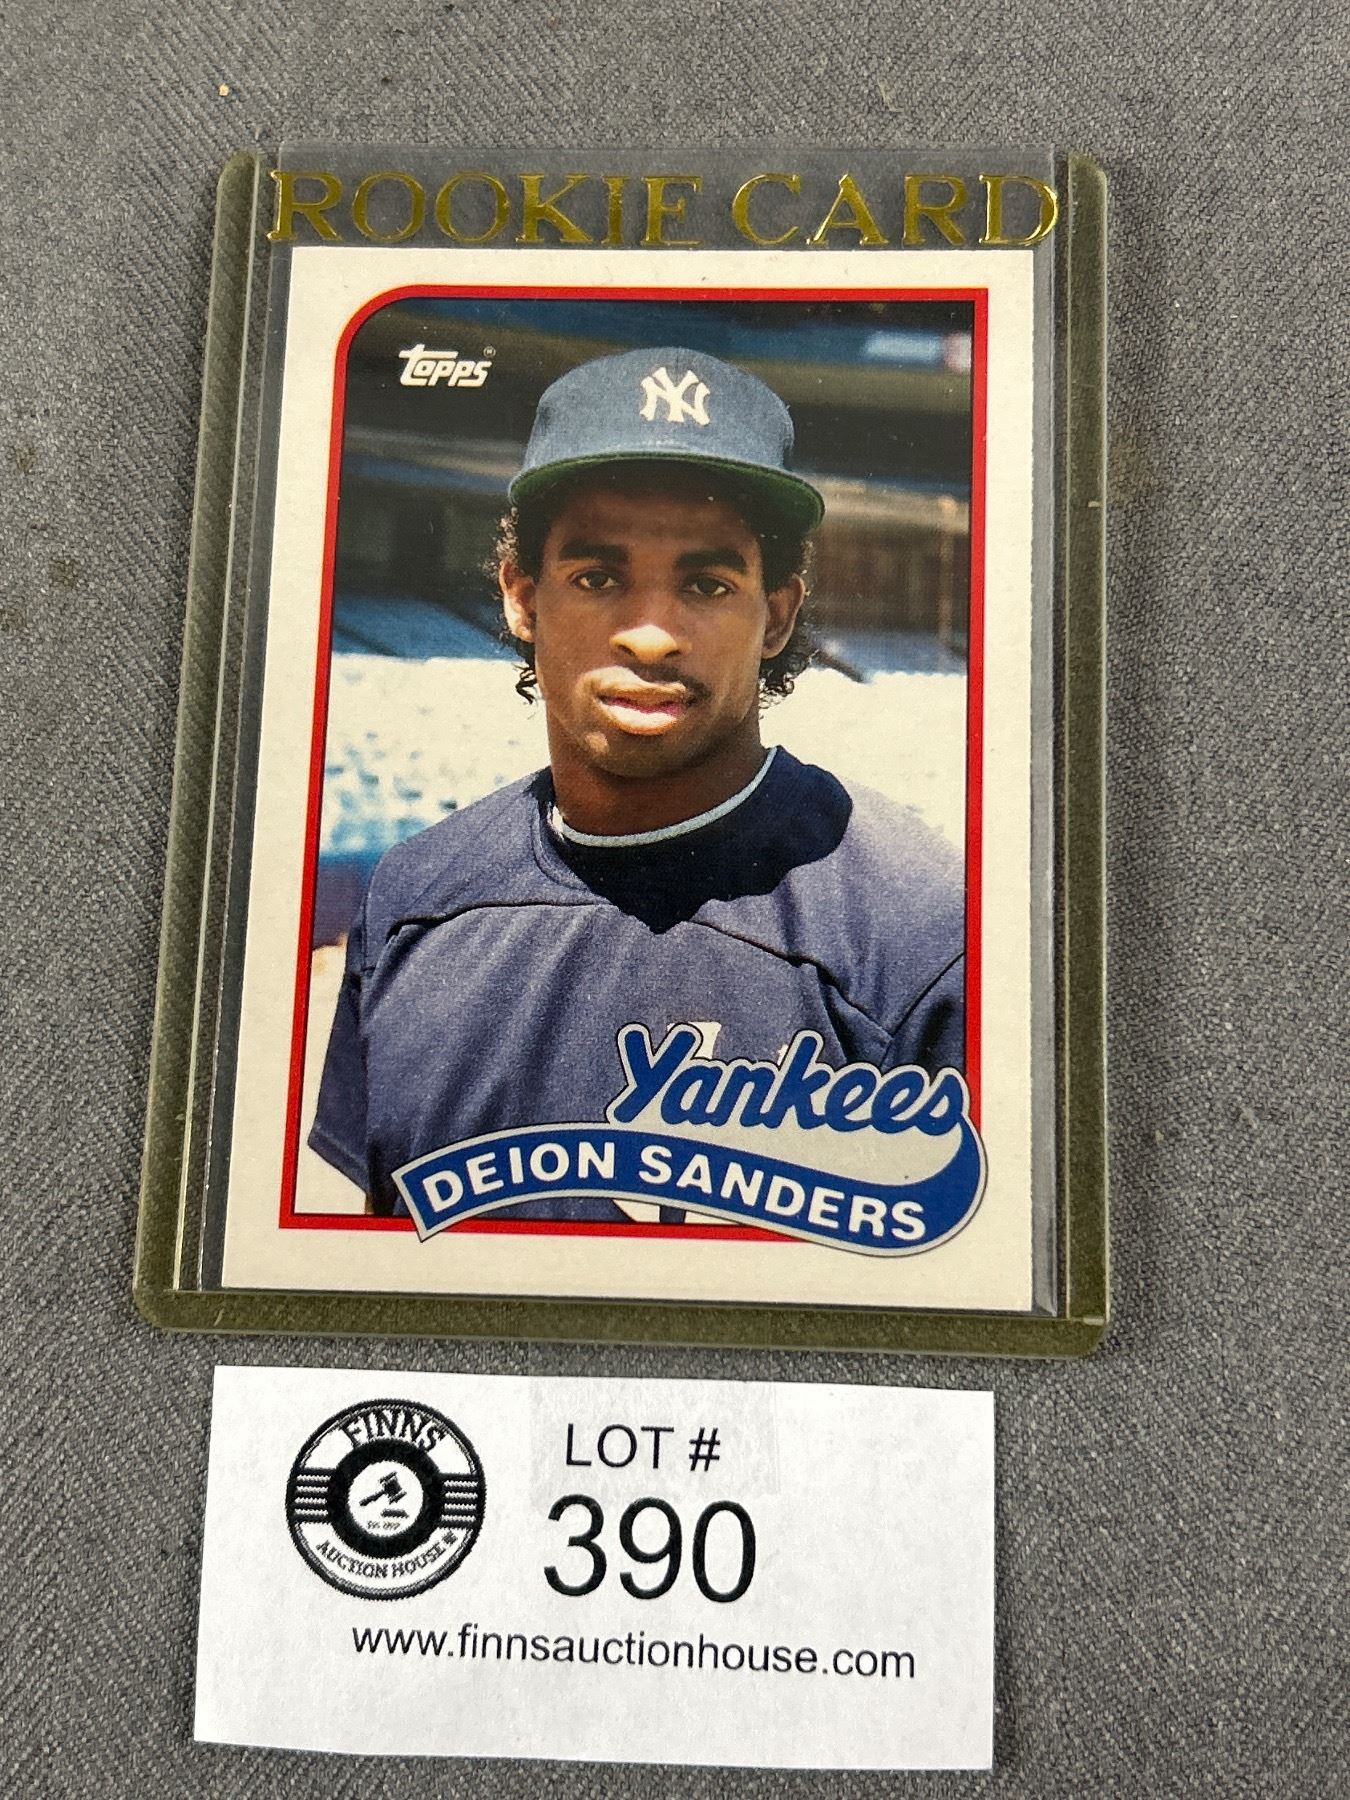 ROOKIE CARD
topps®
NY
Yankees
DEION SANDERS
FINNS
AUCTION HOUSE
LOT #
390
www.finnsauctionhouse.com